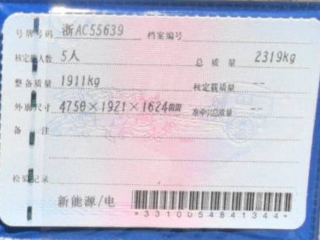 号牌号码 浙AC55639 档案编号
核定载人数 5人 总质量 2319kg
整备质量 1911kg 核定载质量
外廓尺寸 4750×1921×1624mm 准牵引总质量
备注
检验记录
新能源/电
*3310054841344*